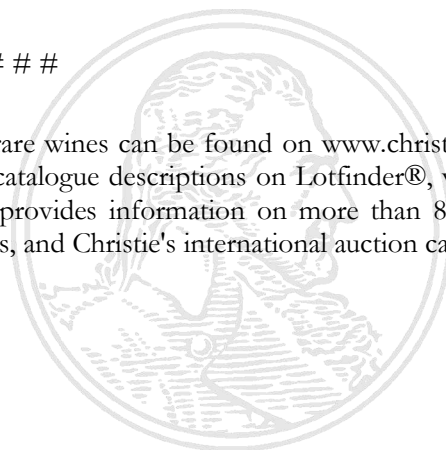 # # #
rare wines can be found on www.christ
catalogue descriptions on Lotfinder®,
provides information on more than 8
s, and Christie's international auction ca